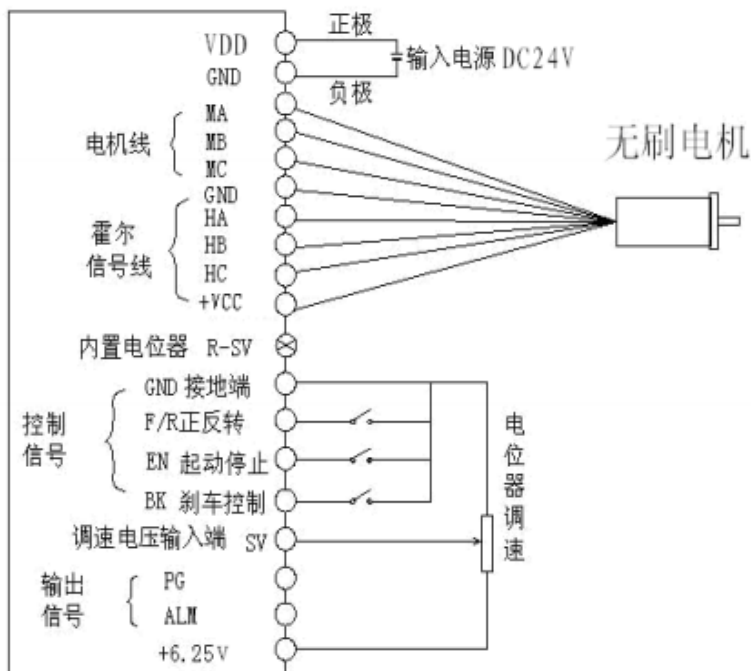 VDD 正极
GND 负极
输入电源 DC24V
电机线
MA
MB
MC
霍尔
信号线
GND
HA
HB
HC
+VCC
无刷电机
内置电位器 R-SV
控制
信号
GND 接地端
F/R正反转
EN 起动停止
BK 刹车控制
调速电压输入端 SV
电位器调速
输出
信号
PG
ALM
+6.25V